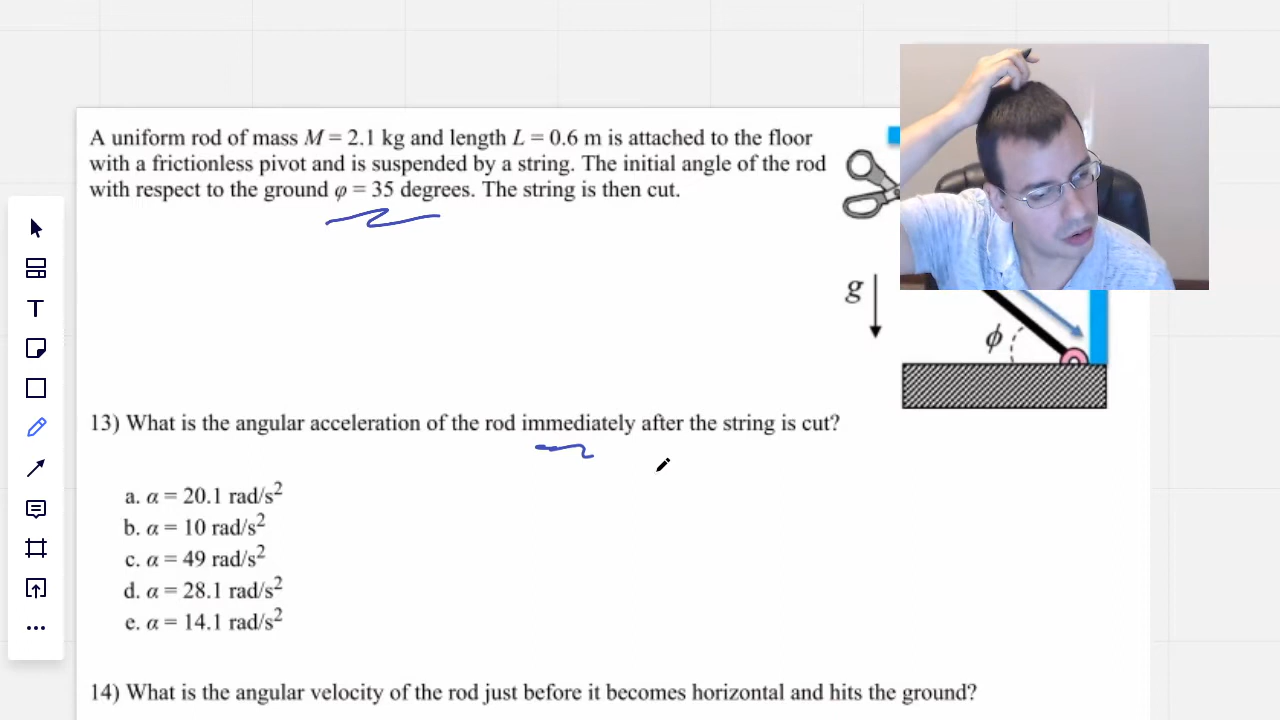 A uniform rod of mass M = 2.1 kg and length L = 0.6 m is attached to the floor
with a frictionless pivot and is suspended by a string. The initial angle of the rod
with respect to the ground φ = 35 degrees. The string is then cut.
g
ϕ
13) What is the angular acceleration of the rod immediately after the string is cut?
a. α = 20.1 rad/s²
b. α = 10 rad/s²
c. α = 49 rad/s²
d. α = 28.1 rad/s²
e. α = 14.1 rad/s²
14) What is the angular velocity of the rod just before it becomes horizontal and hits the ground?
T